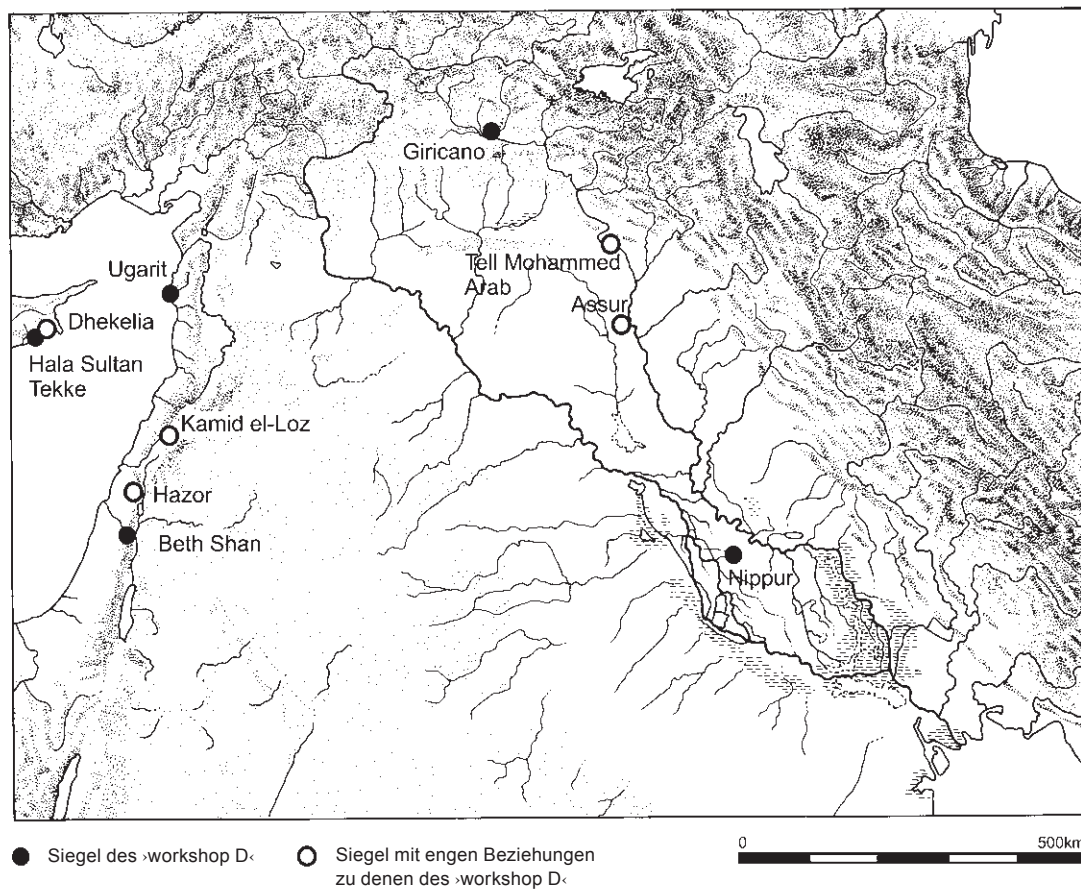 Giricano
Tell Mohammed
Arab
Ugarit
Assur
Dhekelia
Hala Sultan
Tekke
Kamid el-Loz
Hazor
Beth Shan
Nippur
Siegel des ›workshop D‹
Siegel mit engen Beziehungen
zu denen des ›workshop D‹
0
500km